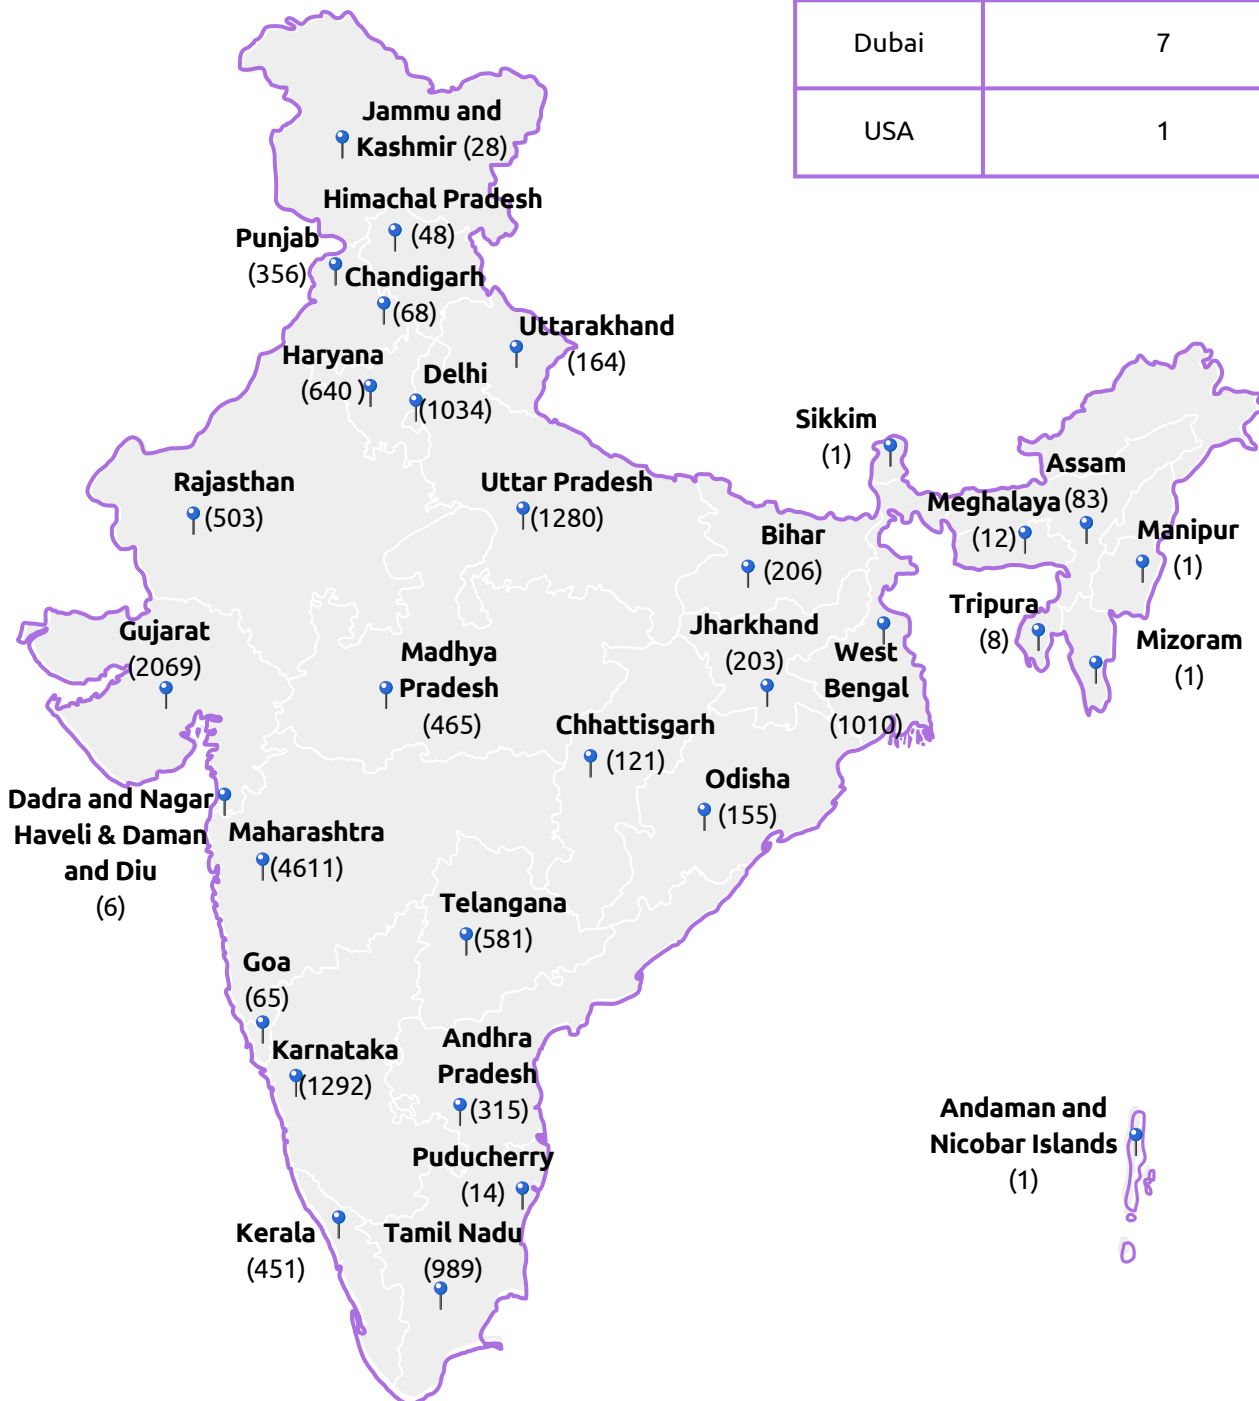 Dubai 7
USA 1
Jammu and
Kashmir (28)
Himachal Pradesh
(48)
Punjab
(356)
Chandigarh
(68)
Uttarakhand
(164)
Haryana
(640 )
Delhi
(1034)
Sikkim
(1)
Assam
(83)
Meghalaya
(12)
Manipur
(1)
Rajasthan
(503)
Uttar Pradesh
(1280)
Bihar
(206)
Tripura
(8)
Mizoram
(1)
Gujarat
(2069)
Madhya
Pradesh
(465)
Jharkhand
(203)
West
Bengal
(1010)
Chhattisgarh
(121)
Odisha
(155)
Dadra and Nagar
Haveli & Daman
and Diu
(6)
Maharashtra
(4611)
Telangana
(581)
Goa
(65)
Karnataka
(1292)
Andhra
Pradesh
(315)
Andaman and
Nicobar Islands
(1)
Puducherry
(14)
Kerala
(451)
Tamil Nadu
(989)